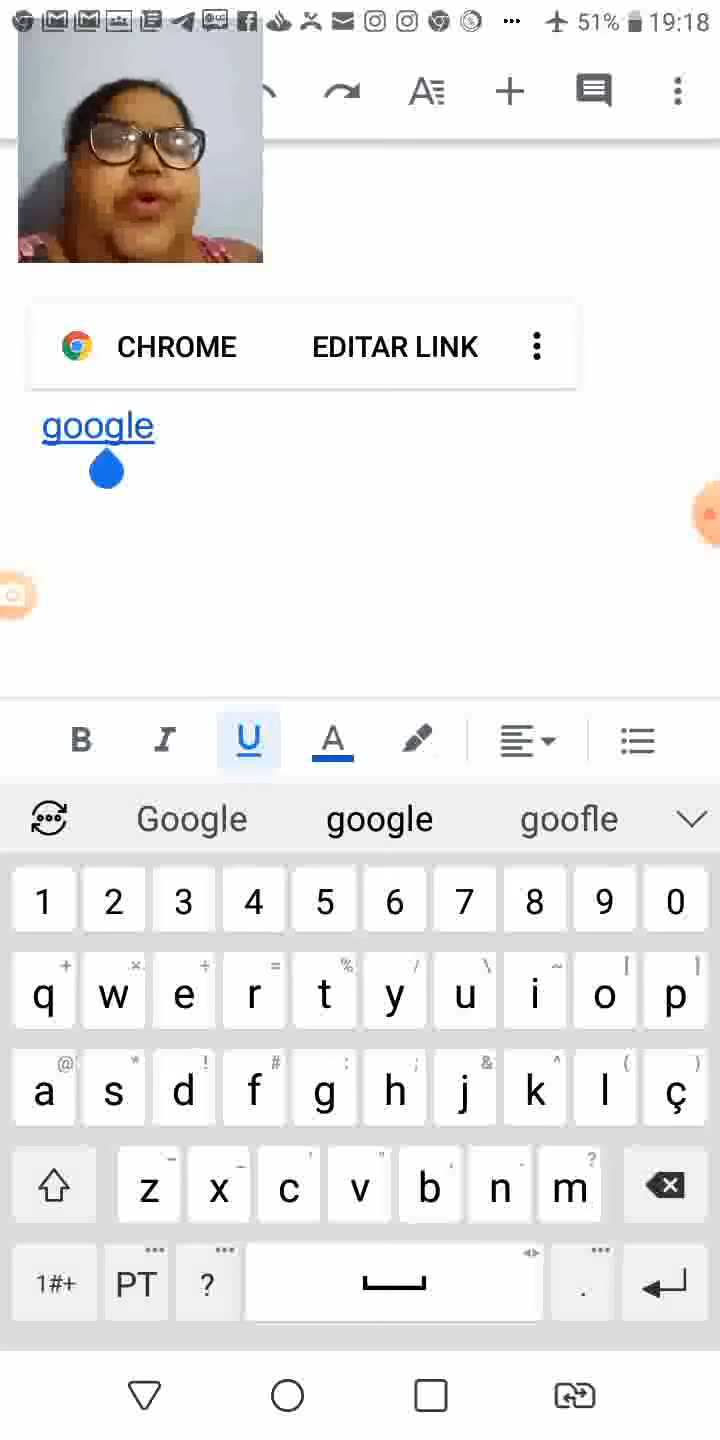 51% 19:18
CHROME EDITAR LINK
google
B I U A
Google google goofle
1 2 3 4 5 6 7 8 9 0
+ × ÷ = % / \ ~ [ ]
q w e r t y u i o p
@ * ! # : ; & ^ ( )
a s d f g h j k l ç
- _ ' " , . ?
z x c v b n m
1#+ PT ? .